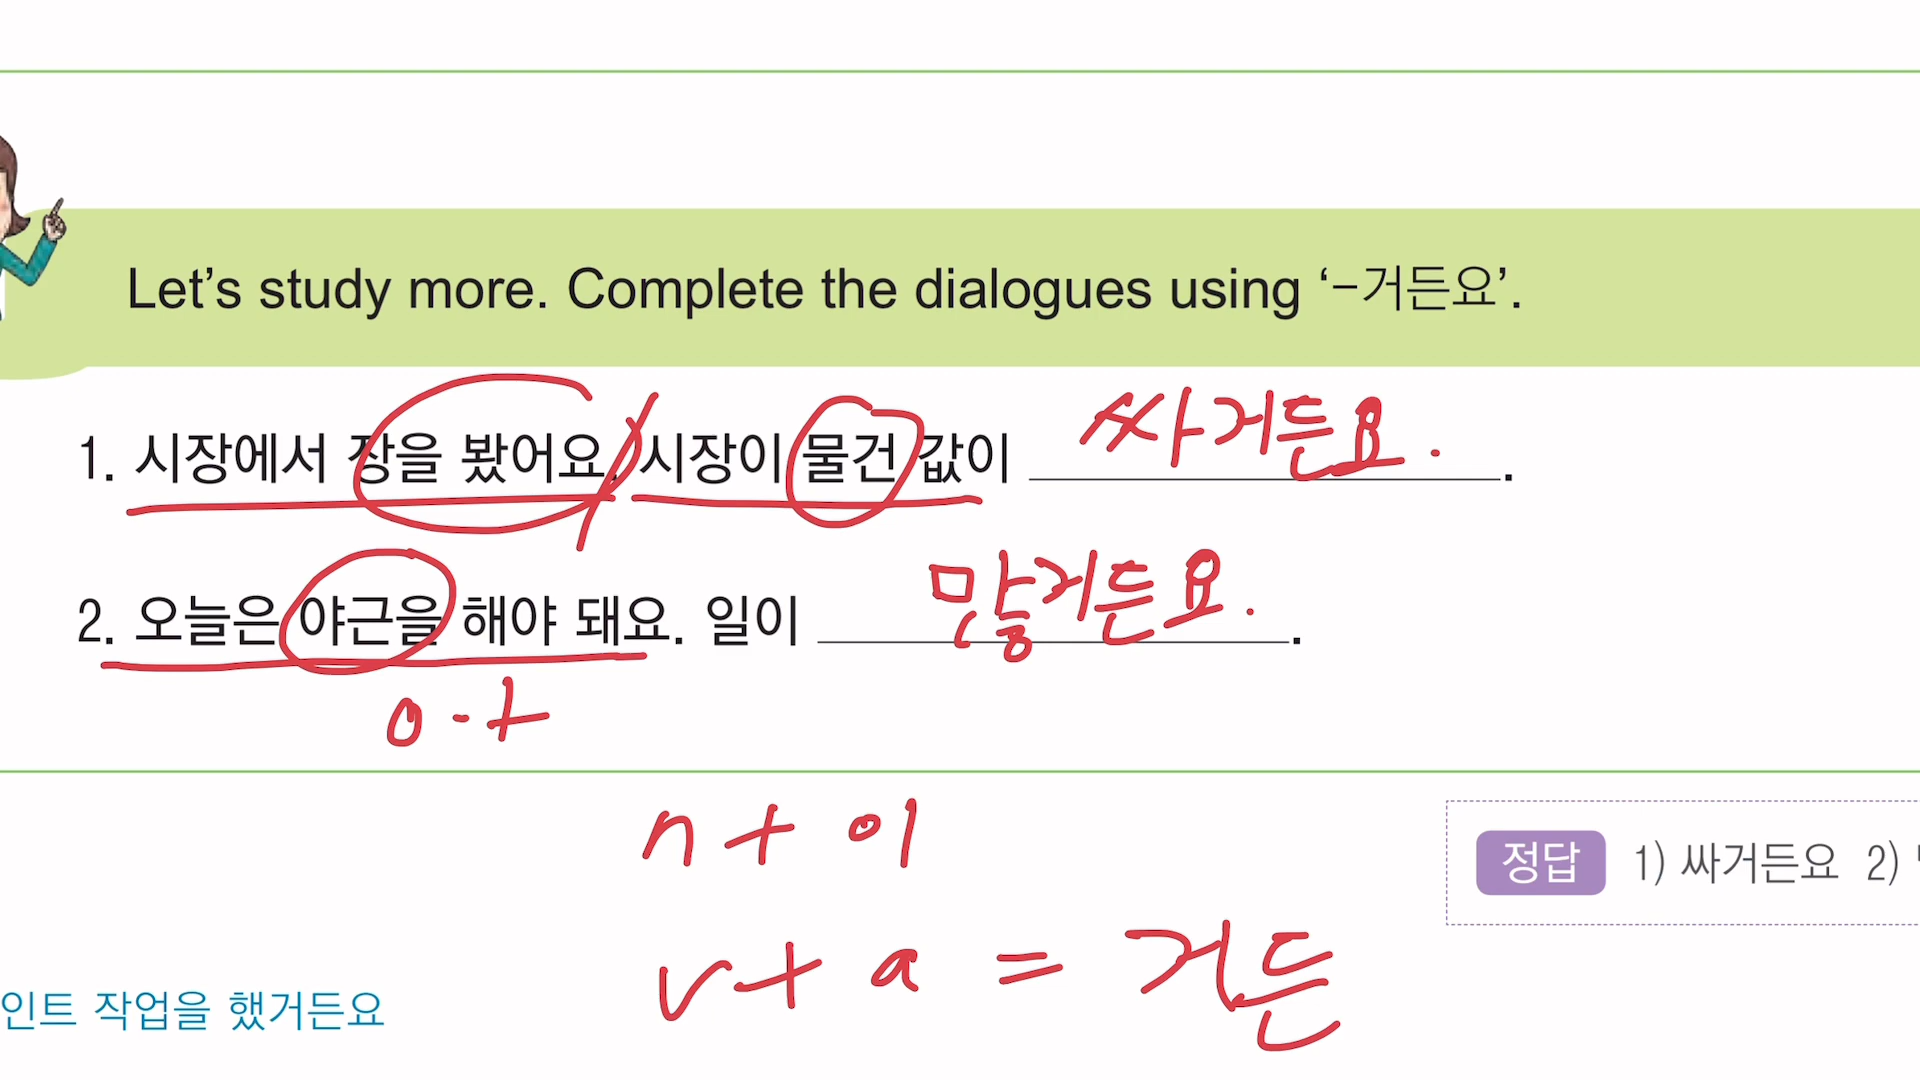 Let's study more. Complete the dialogues using ‘-거든요’.
1. 시장에서 장을 봤어요. 시장이 물건 값이 싸거든요. .
2. 오늘은 야근을 해야 돼요. 일이 많거든요. .
o-t
n + 이
정답 1) 싸거든요 2)
v + a = 거든
인트 작업을 했거든요